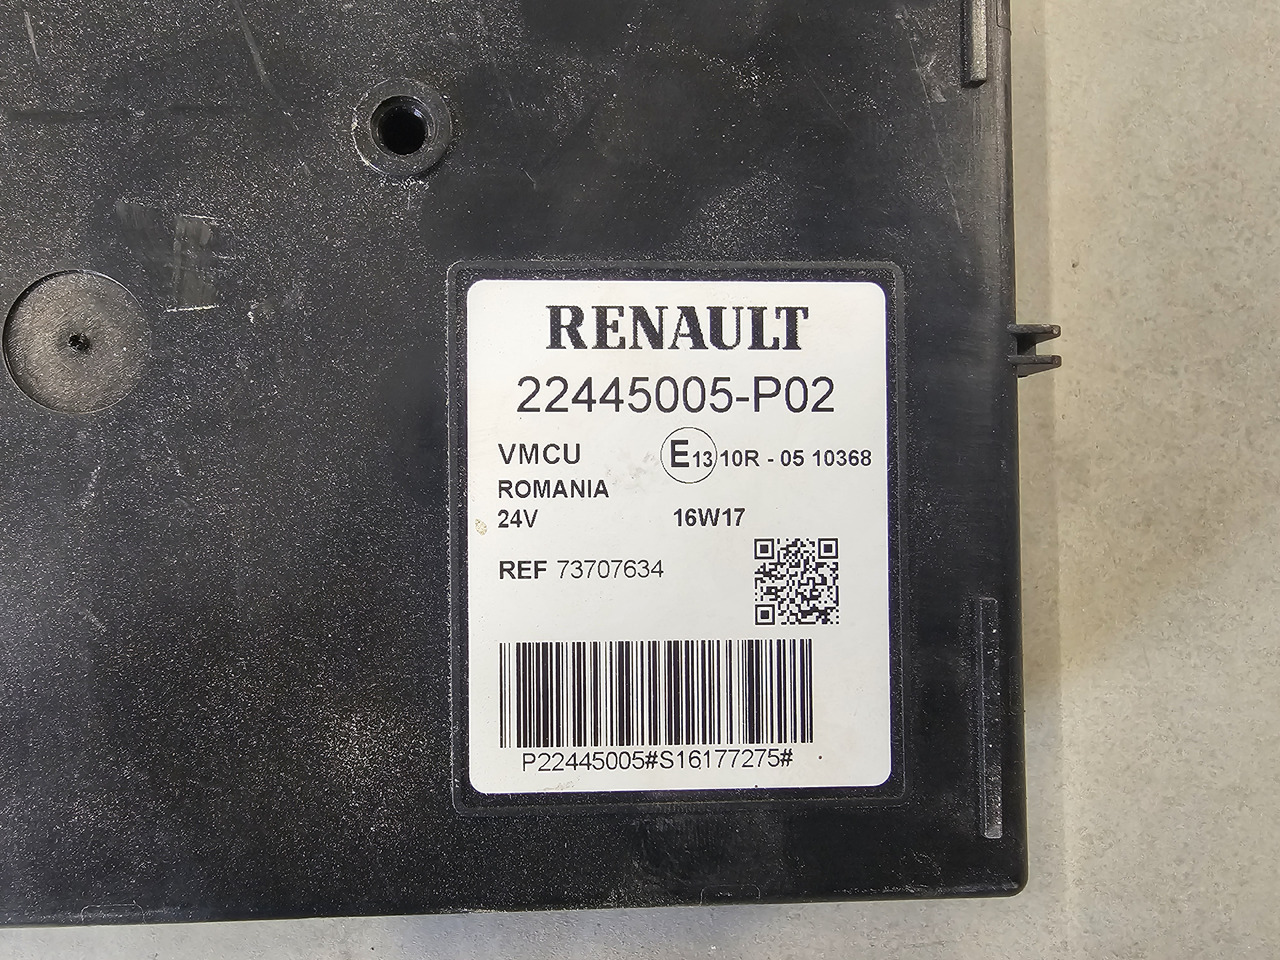 RENAULT
22445005-P02
VMCU E13 10R - 05 10368
ROMANIA
24V 16W17
REF 73707634
P22445005#S16177275#